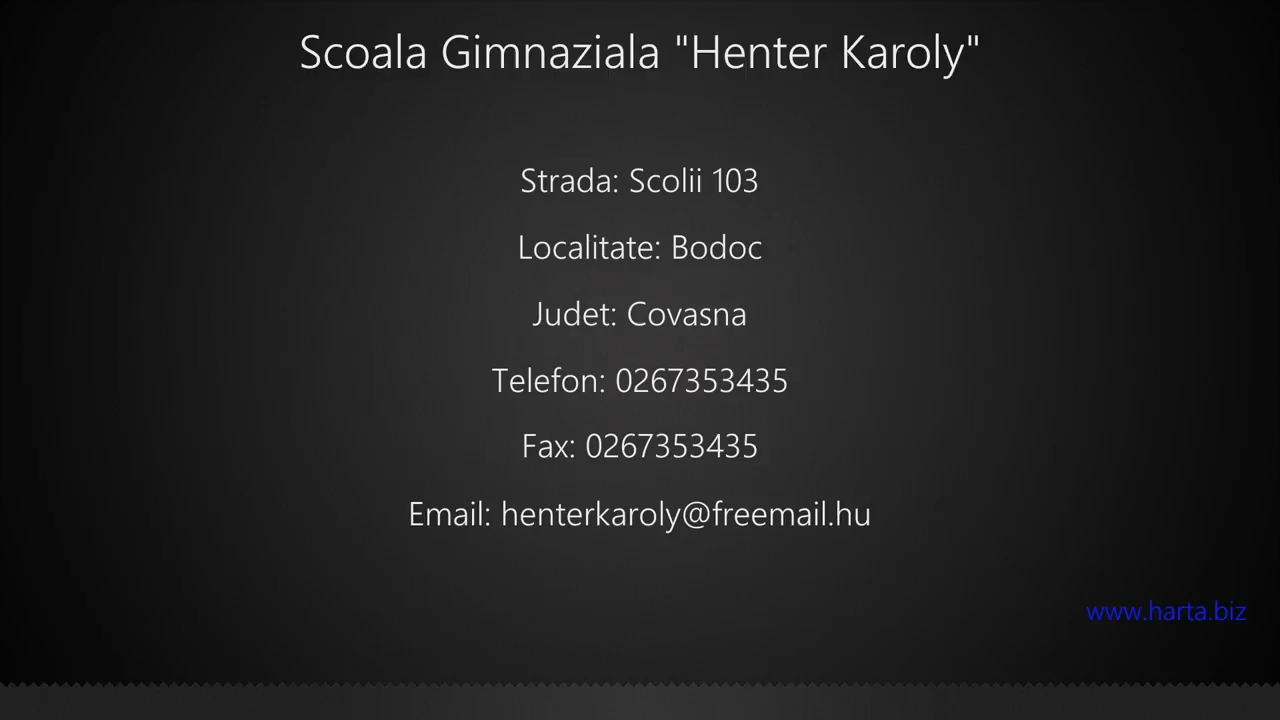 Scoala Gimnaziala "Henter Karoly"
Strada: Scolii 103
Localitate: Bodoc
Judet: Covasna
Telefon: 0267353435
Fax: 0267353435
Email: henterkaroly@freemail.hu
www.harta.biz